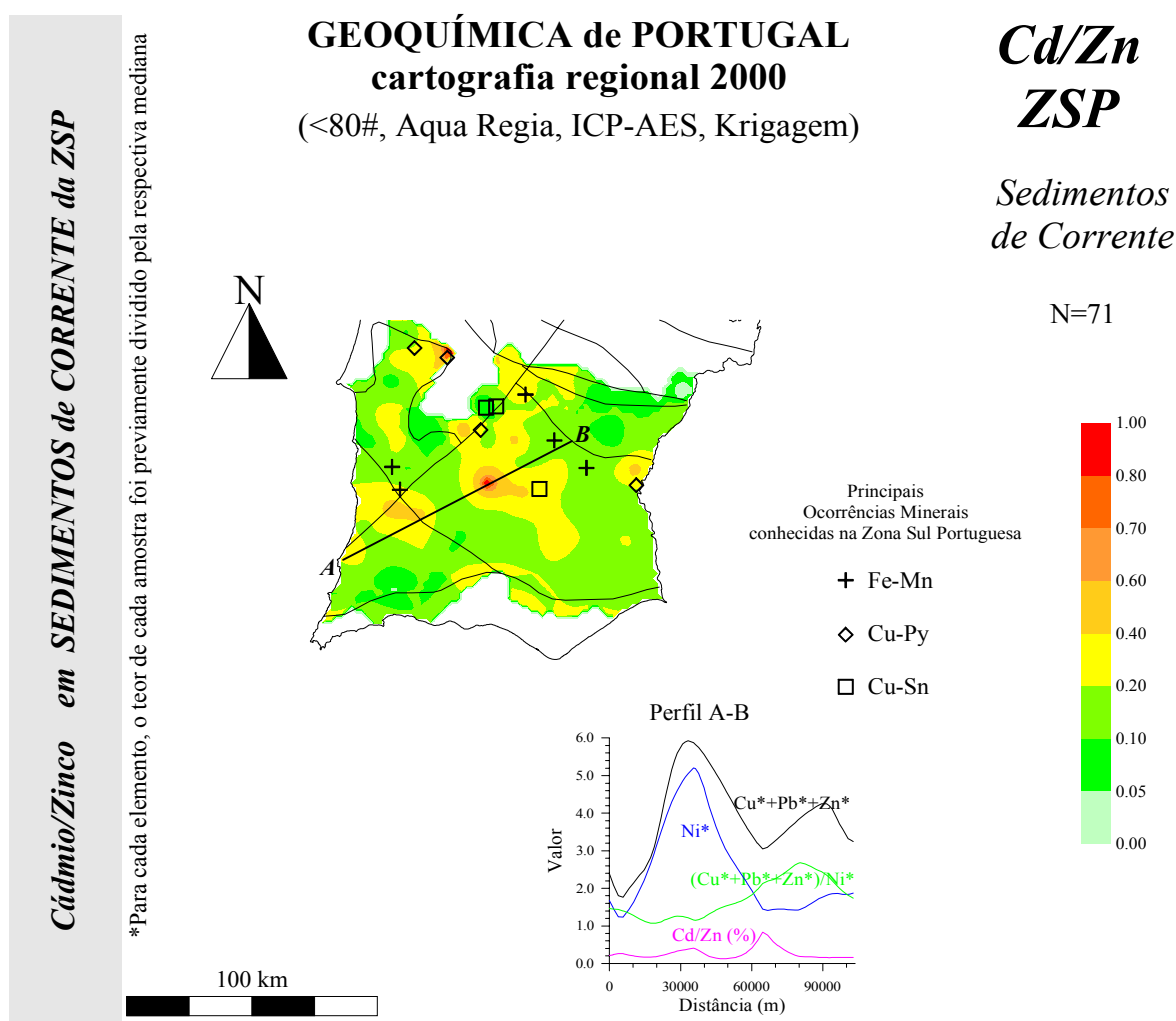 GEOQUÍMICA de PORTUGAL
cartografia regional 2000
(<80#, Aqua Regia, ICP-AES, Krigagem)
Cd/Zn
ZSP
Sedimentos
de Corrente
N=71
Cádmio/Zinco em SEDIMENTOS de CORRENTE da ZSP
*Para cada elemento, o teor de cada amostra foi previamente dividido pela respectiva mediana
N
A
B
Principais
Ocorrências Minerais
conhecidas na Zona Sul Portuguesa
Fe-Mn
Cu-Py
Cu-Sn
1.00
0.80
0.70
0.60
0.40
0.20
0.10
0.05
0.00
Perfil A-B
Valor
6.0
5.0
4.0
3.0
2.0
1.0
0.0
Cu*+Pb*+Zn*
Ni*
(Cu*+Pb*+Zn*)/Ni*
Cd/Zn (%)
0 30000 60000 90000
Distância (m)
100 km